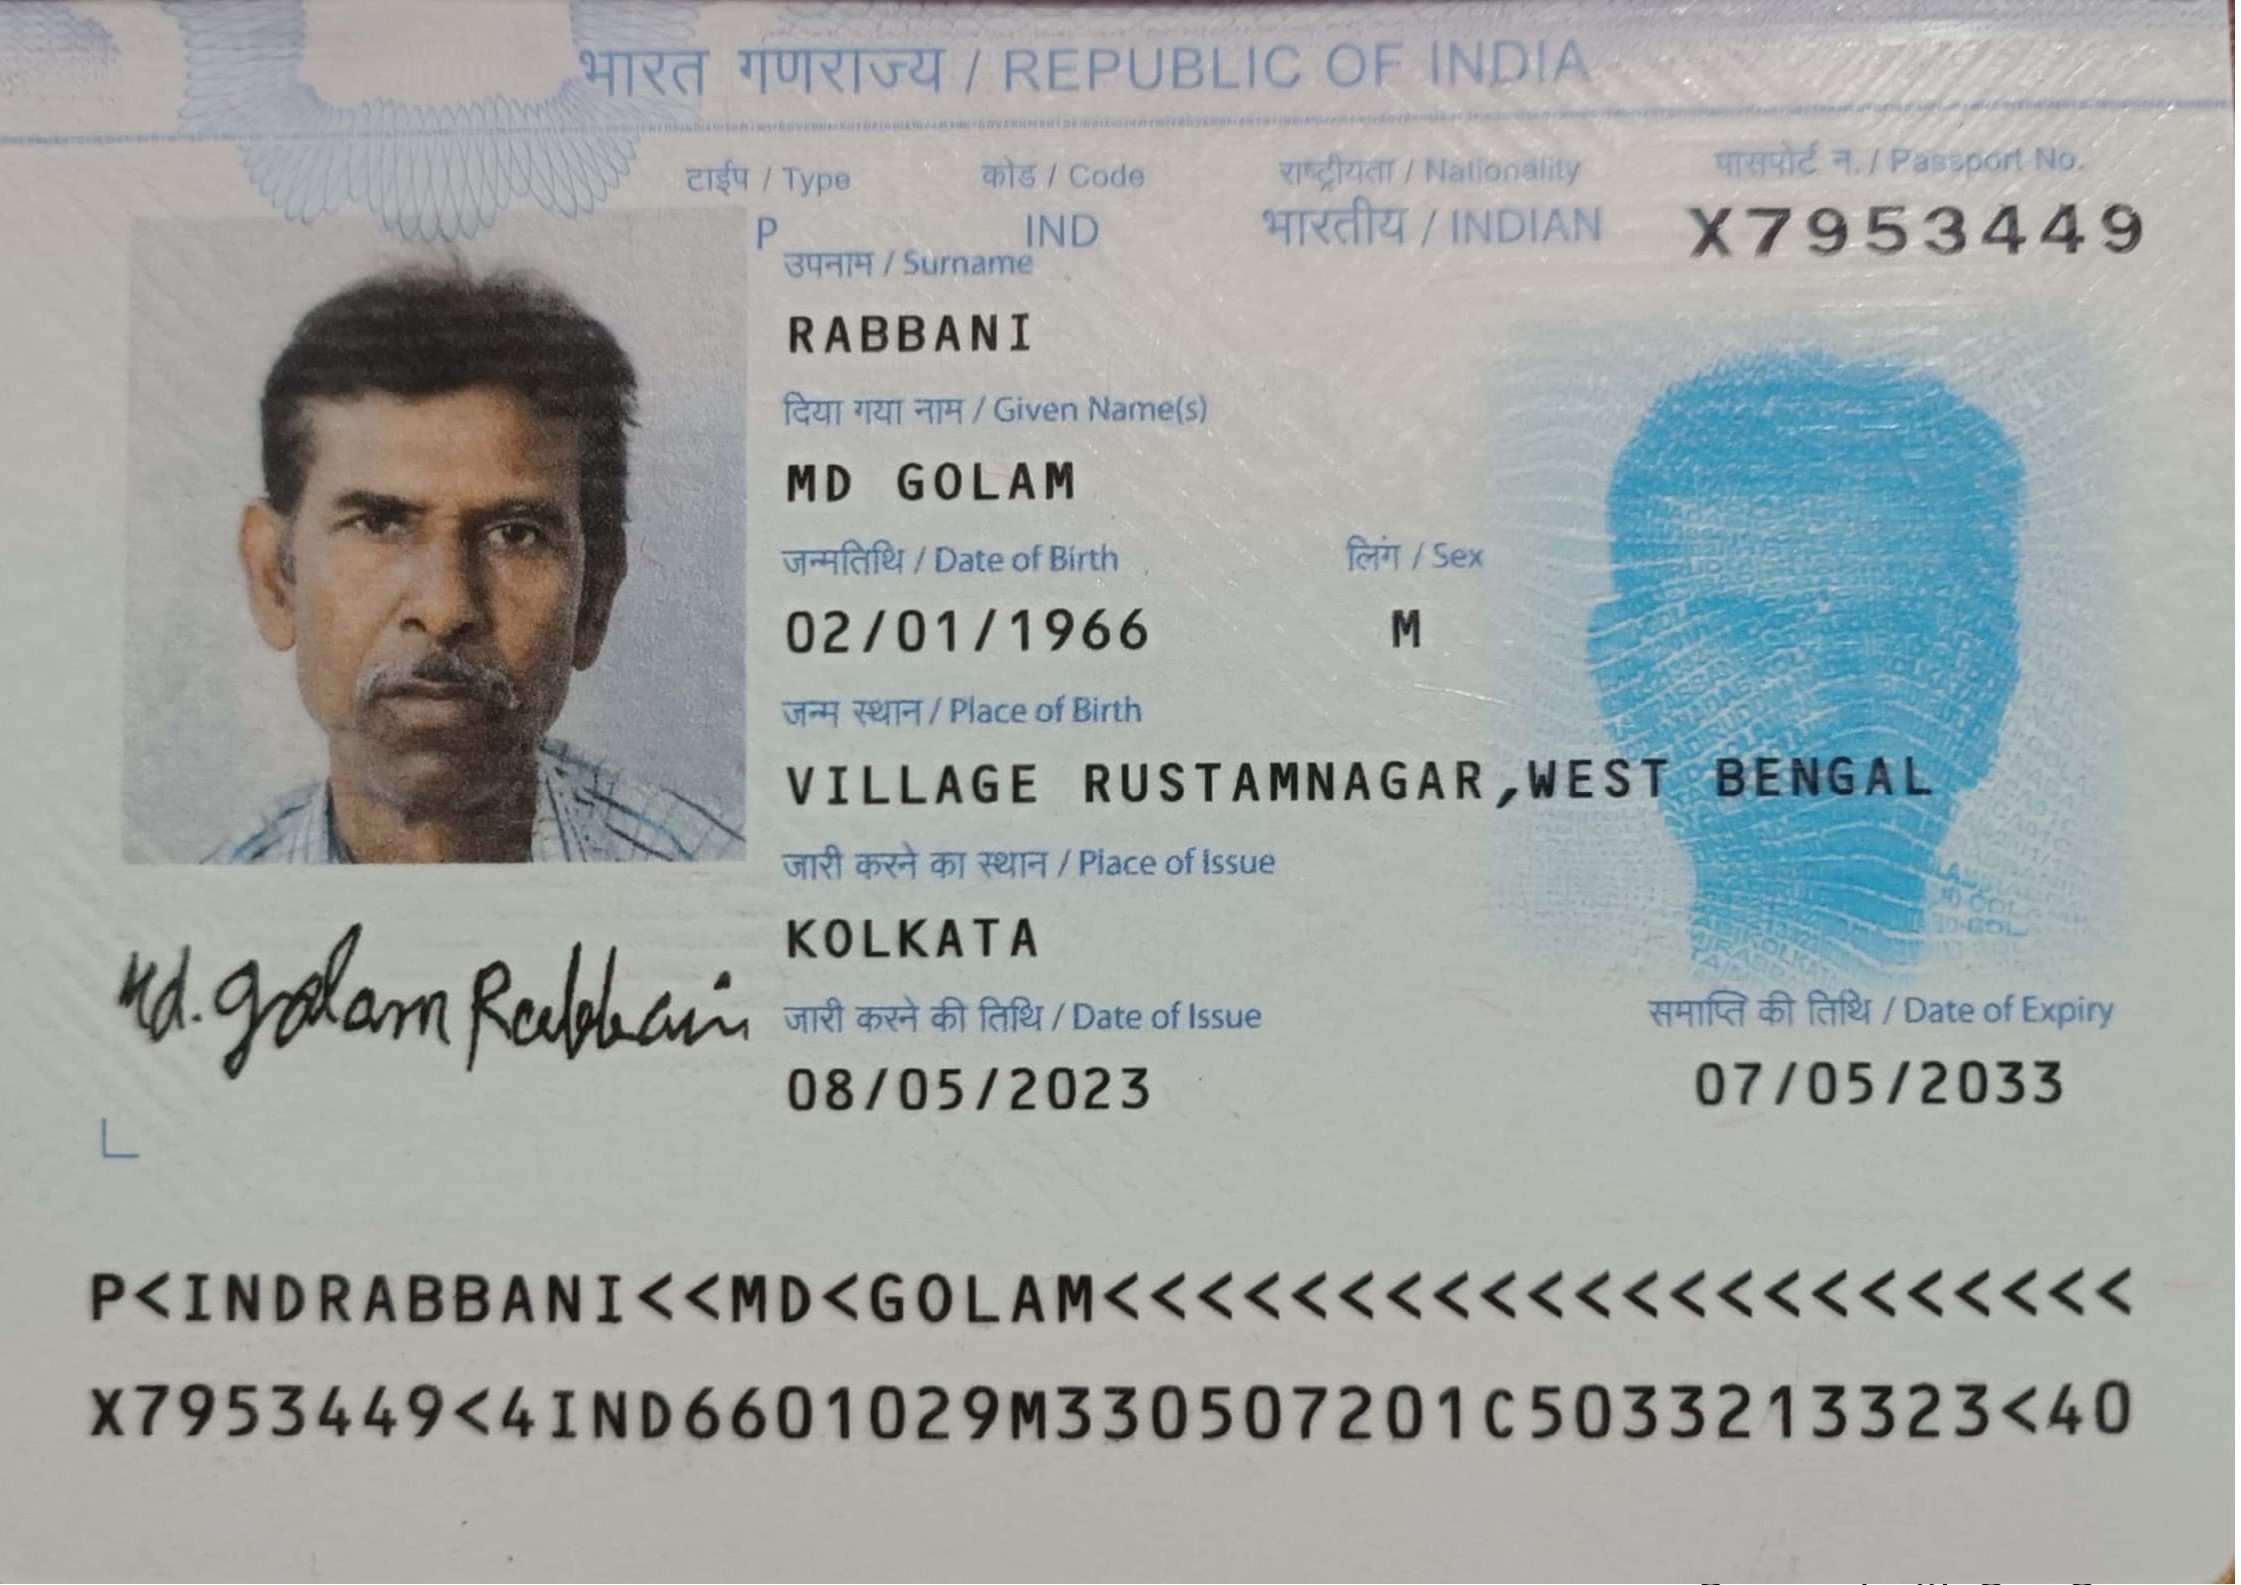 भारत गणराज्य / REPUBLIC OF INDIA
टाईप / Type कोड / Code राष्ट्रीयता / Nationality पासपोर्ट न. / Passport No.
P IND भारतीय / INDIAN X7953449
उपनाम / Surname
RABBANI
दिया गया नाम / Given Name(s)
MD GOLAM
जन्मतिथि / Date of Birth लिंग / Sex
02/01/1966 M
जन्म स्थान / Place of Birth
VILLAGE RUSTAMNAGAR,WEST BENGAL
जारी करने का स्थान / Place of Issue
KOLKATA
Md. Golam Rabbani
जारी करने की तिथि / Date of Issue समाप्ति की तिथि / Date of Expiry
08/05/2023 07/05/2033
P<INDRABBANI<<MD<GOLAM<<<<<<<<<<<<<<<<<<<<<<
X7953449<4IND6601029M330507201C5033213323<40